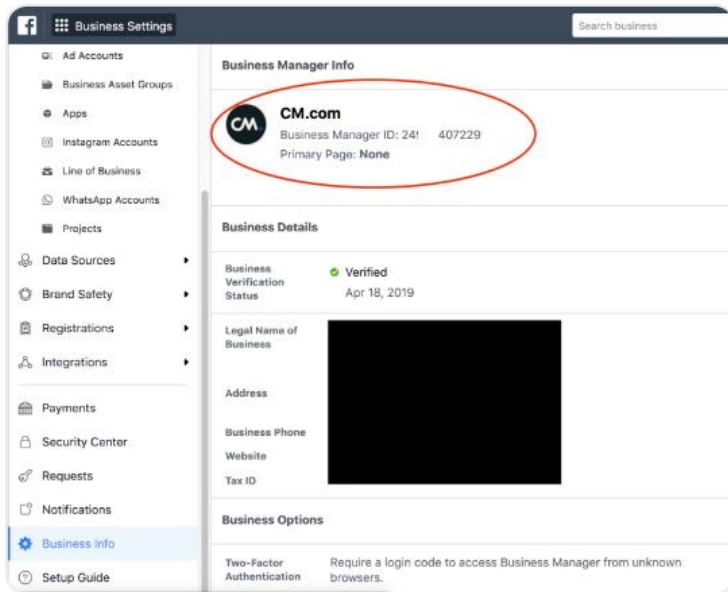 f Business Settings
Search business
Ad Accounts
Business Asset Groups
Apps
Instagram Accounts
Line of Business
WhatsApp Accounts
Projects
Data Sources
Brand Safety
Registrations
Integrations
Payments
Security Center
Requests
Notifications
Business Info
Setup Guide
Business Manager Info
CM.
CM.com
Business Manager ID: 24! 407229
Primary Page: None
Business Details
Business
Verification
Status
Verified
Apr 18, 2019
Legal Name of
Business
Address
Business Phone
Website
Tax ID
Business Options
Two-Factor
Authentication
Require a login code to access Business Manager from unknown
browsers.